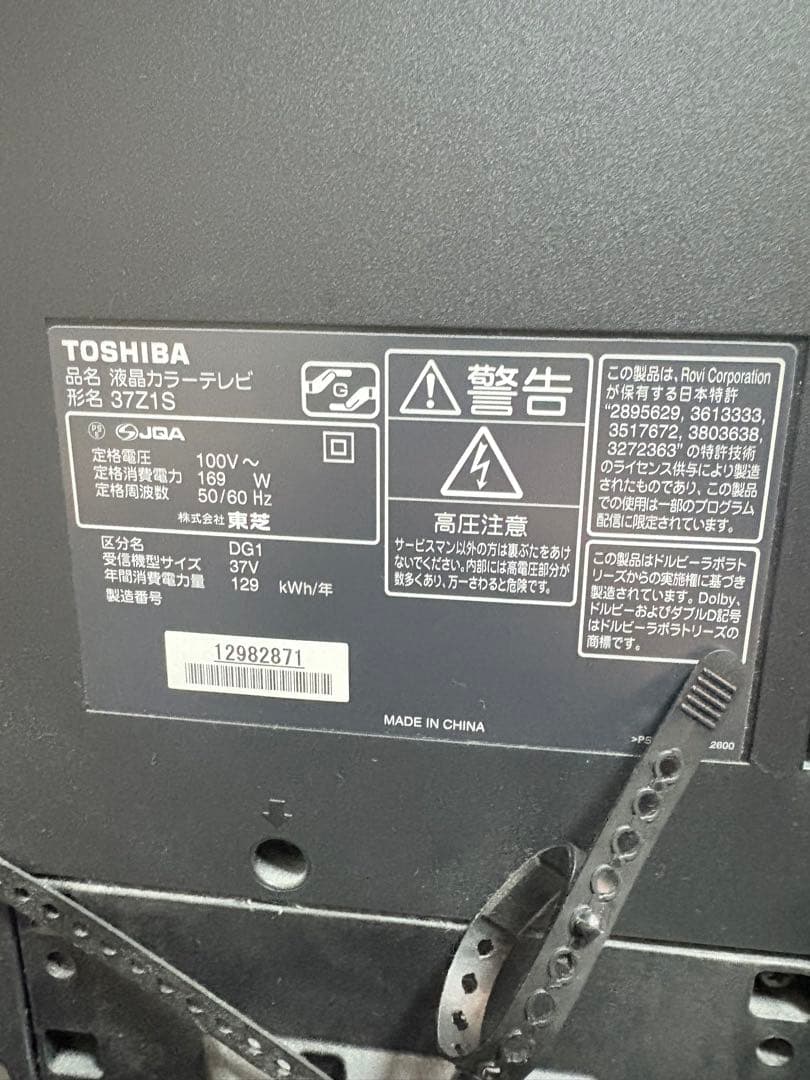 TOSHIBA
品名 液晶カラーテレビ
形名 37Z1S
G
PS
E
JQA
定格電圧 100V～
定格消費電力 169 W
定格周波数 50/60 Hz
株式会社 東芝
区分名 DG1
受信機型サイズ 37V
年間消費電力量 129 kWh/年
製造番号
12982871
MADE IN CHINA
警告
高圧注意
サービスマン以外の方は裏ぶたをあけ
ないでください。内部には高電圧部分が
数多くあり、万一さわると危険です。
この製品は、Rovi Corporation
が保有する日本特許
"2895629, 3613333,
3517672, 3803638,
3272363" の特許技術
のライセンス供与により製造
されたものであり、この製品
での使用は一部のプログラム
配信に限定されています。
この製品はドルビーラボラト
リーズからの実施権に基づき
製造されています。Dolby、
ドルビーおよびダブルD記号
はドルビーラボラトリーズの
商標です。
2600